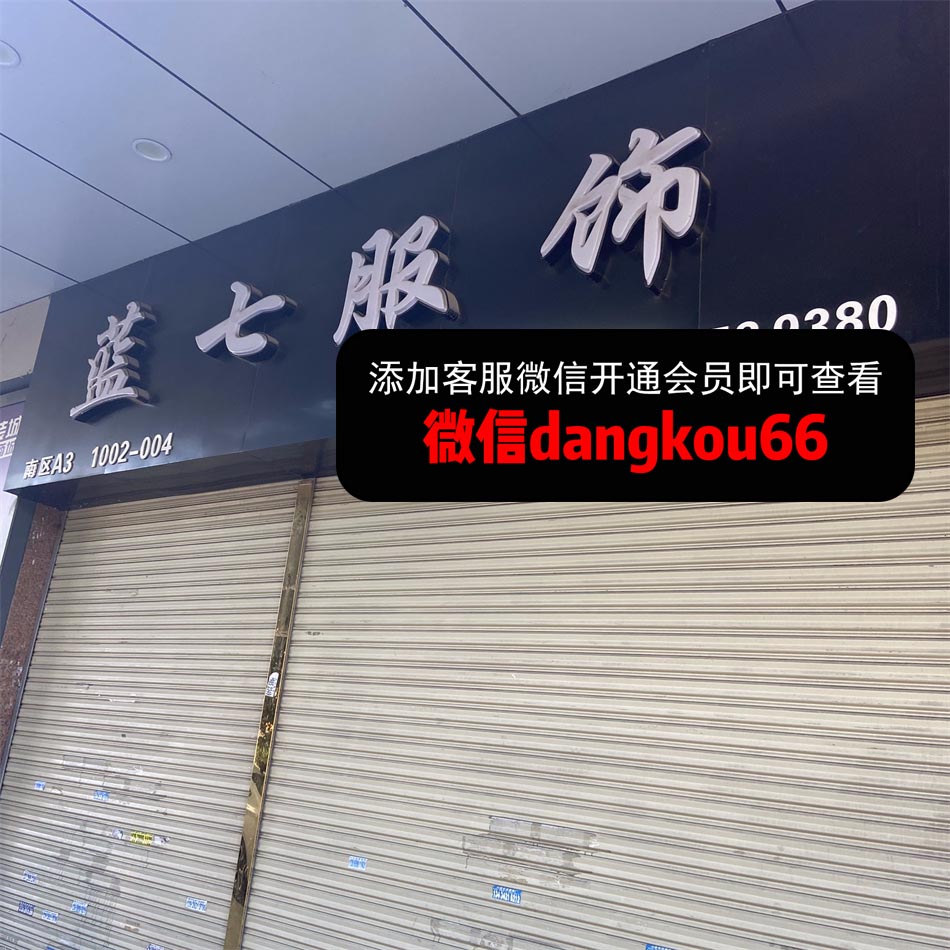 蓝七服饰
0380
添加客服微信开通会员即可查看
微信dangkou66
南区A3 1002-004